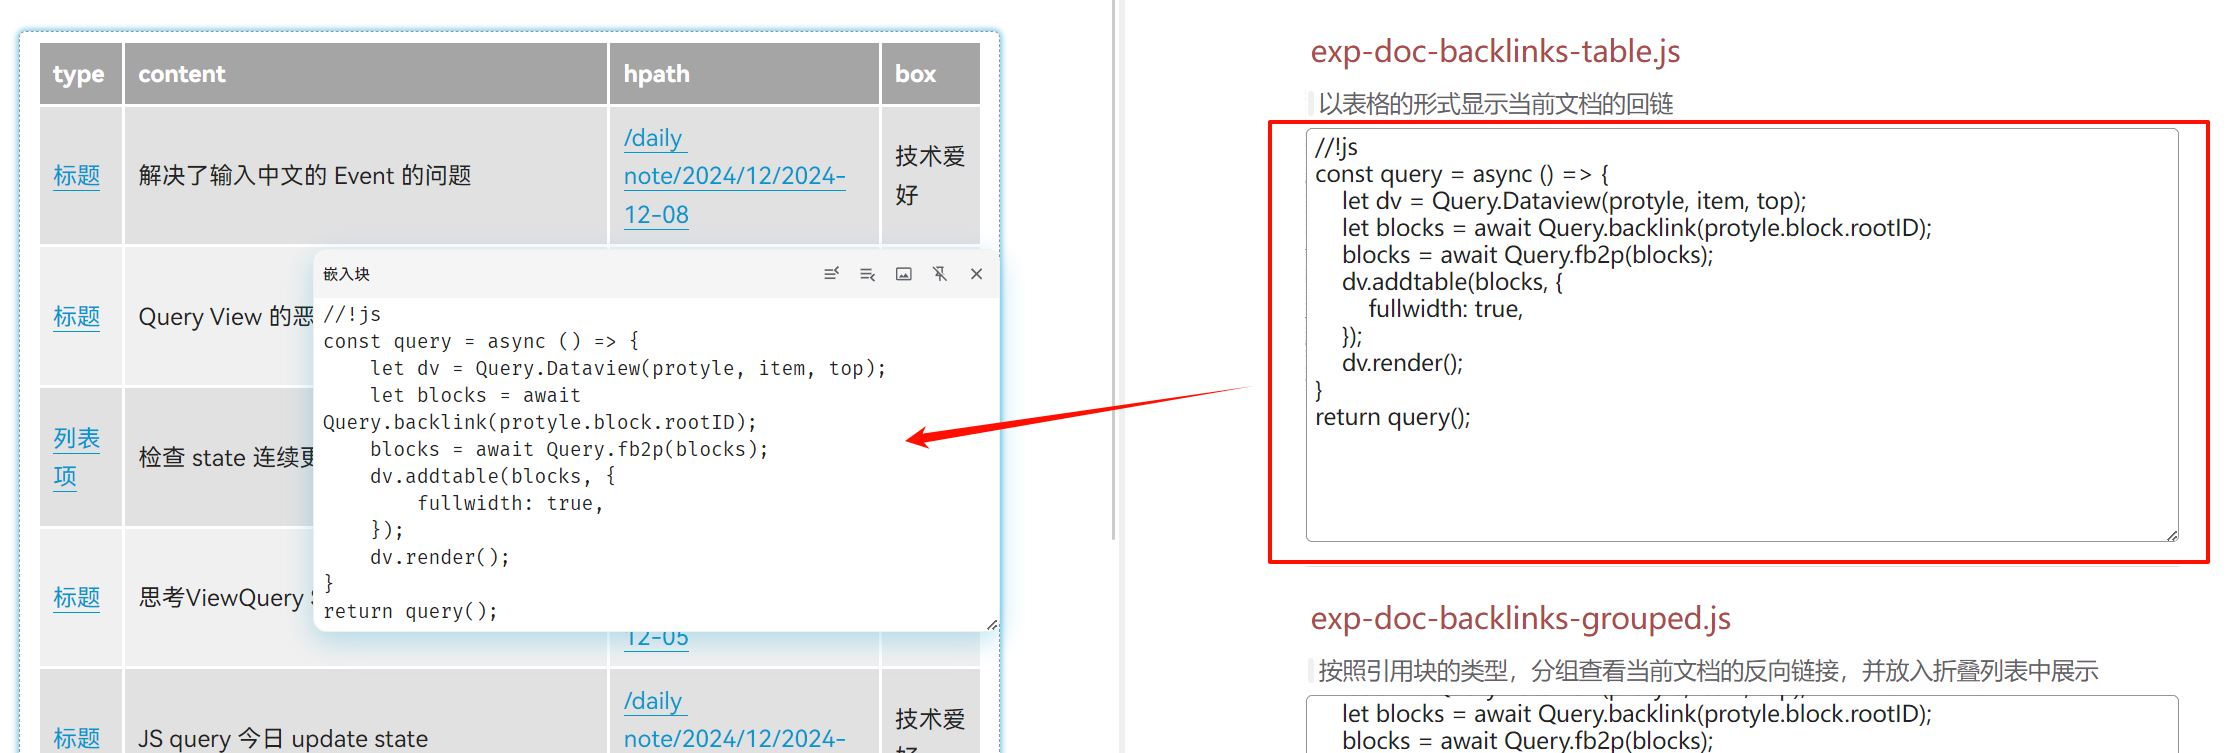 type content hpath box
标题 解决了输入中文的 Event 的问题 /daily note/2024/12/2024-12-08 技术爱好
标题 Query View 的恶
列表项 检查 state 连续更
标题 思考ViewQuery
12-05
标题 JS query 今日 update state /daily note/2024/12/2024- 技术爱
嵌入块
//!js
const query = async () => {
    let dv = Query.Dataview(protyle, item, top);
    let blocks = await
Query.backlink(protyle.block.rootID);
    blocks = await Query.fb2p(blocks);
    dv.addtable(blocks, {
        fullwidth: true,
    });
    dv.render();
}
return query();
exp-doc-backlinks-table.js
以表格的形式显示当前文档的回链
//!js
const query = async () => {
    let dv = Query.Dataview(protyle, item, top);
    let blocks = await Query.backlink(protyle.block.rootID);
    blocks = await Query.fb2p(blocks);
    dv.addtable(blocks, {
        fullwidth: true,
    });
    dv.render();
}
return query();
exp-doc-backlinks-grouped.js
按照引用块的类型，分组查看当前文档的反向链接，并放入折叠列表中展示
    let blocks = await Query.backlink(protyle.block.rootID);
    blocks = await Query.fb2p(blocks);